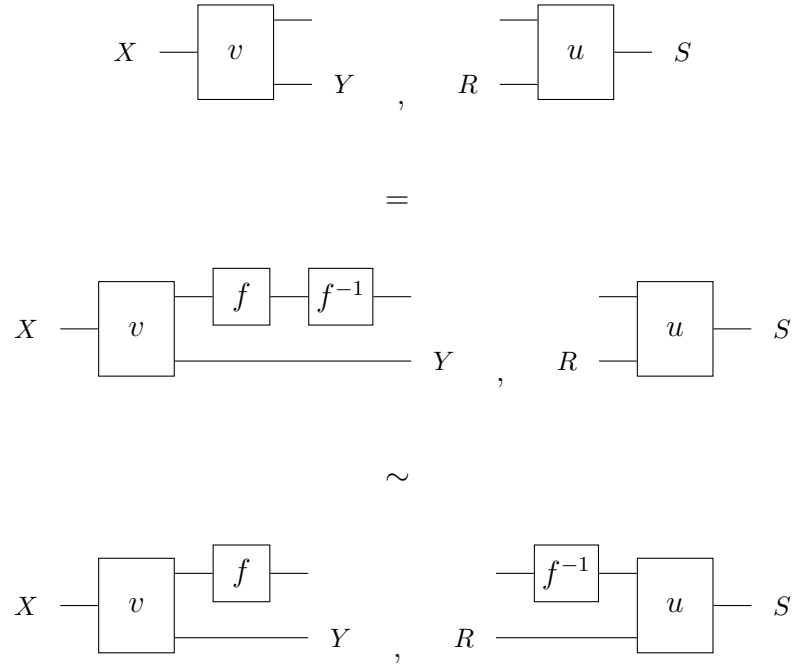 X v Y , R u S
=
X v f f⁻¹ Y , R u S
∼
X v f Y , R f⁻¹ u S